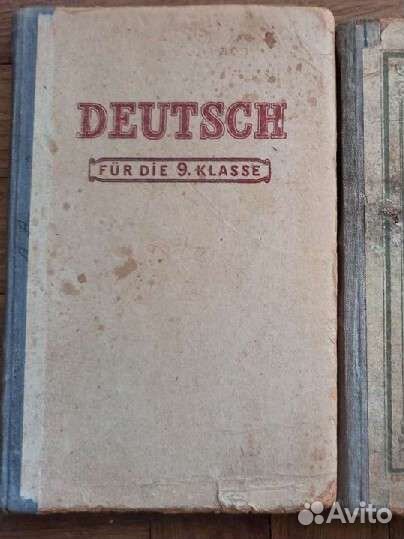 DEUTSCH
FÜR DIE 9. KLASSE
Avito